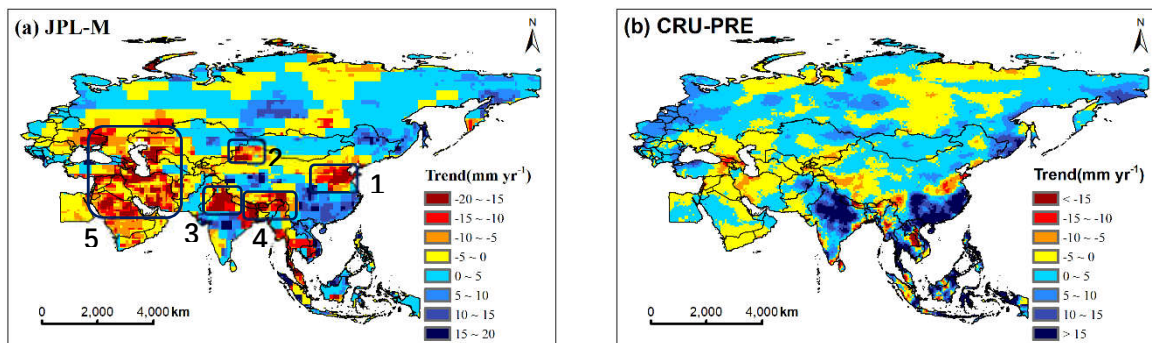 (a) JPL-M
N
1
2
3
4
5
Trend(mm yr-1)
-20 ~ -15
-15 ~ -10
-10 ~ -5
-5 ~ 0
0 ~ 5
5 ~ 10
10 ~ 15
15 ~ 20
0 2,000 4,000 km
(b) CRU-PRE
N
Trend(mm yr-1)
< -15
-15 ~ -10
-10 ~ -5
-5 ~ 0
0 ~ 5
5 ~ 10
10 ~ 15
> 15
0 2,000 4,000 km